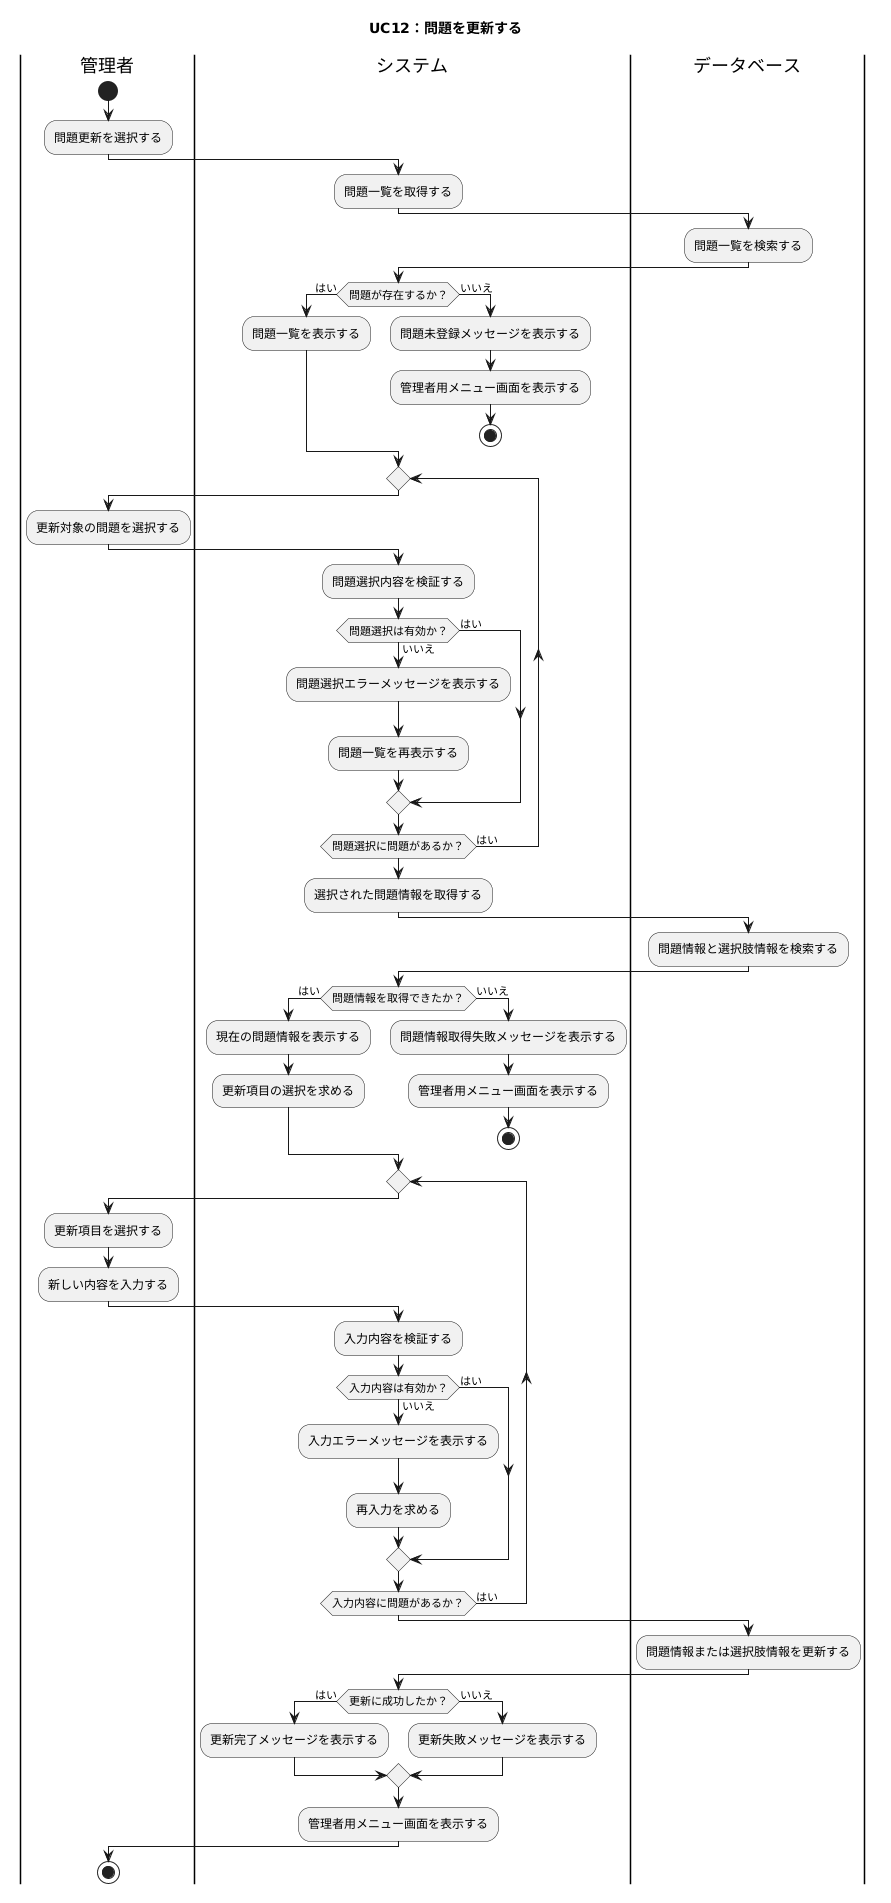 UC12：問題を更新する
管理者
システム
データベース
問題更新を選択する
問題一覧を取得する
問題一覧を検索する
はい
問題が存在するか？
いいえ
問題一覧を表示する
問題未登録メッセージを表示する
管理者用メニュー画面を表示する
更新対象の問題を選択する
問題選択内容を検証する
問題選択は有効か？
はい
いいえ
問題選択エラーメッセージを表示する
問題一覧を再表示する
問題選択に問題があるか？
はい
選択された問題情報を取得する
問題情報と選択肢情報を検索する
はい
問題情報を取得できたか？
いいえ
現在の問題情報を表示する
問題情報取得失敗メッセージを表示する
更新項目の選択を求める
管理者用メニュー画面を表示する
更新項目を選択する
新しい内容を入力する
入力内容を検証する
入力内容は有効か？
はい
いいえ
入力エラーメッセージを表示する
再入力を求める
入力内容に問題があるか？
はい
問題情報または選択肢情報を更新する
はい
更新に成功したか？
いいえ
更新完了メッセージを表示する
更新失敗メッセージを表示する
管理者用メニュー画面を表示する